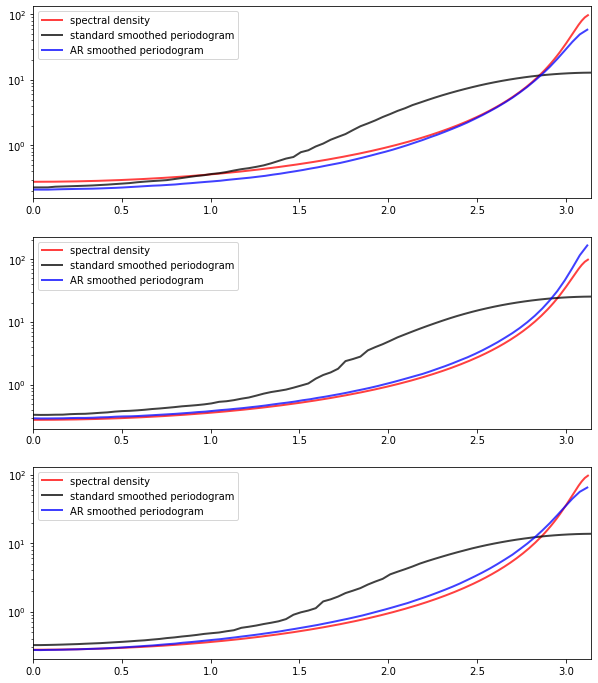 10²
10¹
10⁰
spectral density
standard smoothed periodogram
AR smoothed periodogram
0.0 0.5 1.0 1.5 2.0 2.5 3.0
10²
10¹
10⁰
spectral density
standard smoothed periodogram
AR smoothed periodogram
0.0 0.5 1.0 1.5 2.0 2.5 3.0
10²
10¹
10⁰
spectral density
standard smoothed periodogram
AR smoothed periodogram
0.0 0.5 1.0 1.5 2.0 2.5 3.0